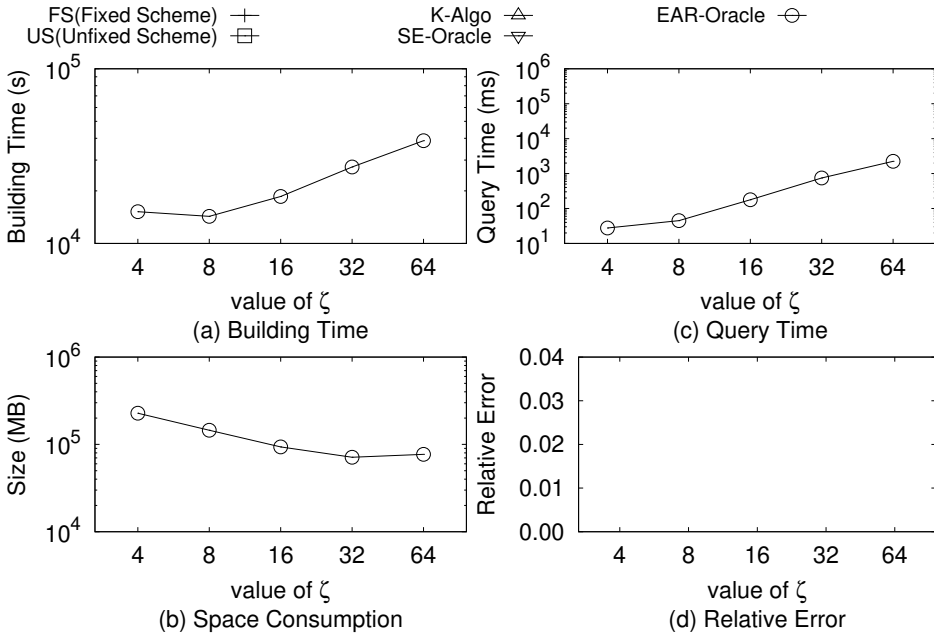 FS(Fixed Scheme)
US(Unfixed Scheme)
K-Algo
SE-Oracle
EAR-Oracle
Building Time (s)
10^5
10^4
4 8 16 32 64
value of ζ
(a) Building Time
Query Time (ms)
10^6
10^5
10^4
10^3
10^2
10^1
4 8 16 32 64
value of ζ
(c) Query Time
Size (MB)
10^6
10^5
10^4
4 8 16 32 64
value of ζ
(b) Space Consumption
Relative Error
0.04
0.03
0.02
0.01
0.00
4 8 16 32 64
value of ζ
(d) Relative Error